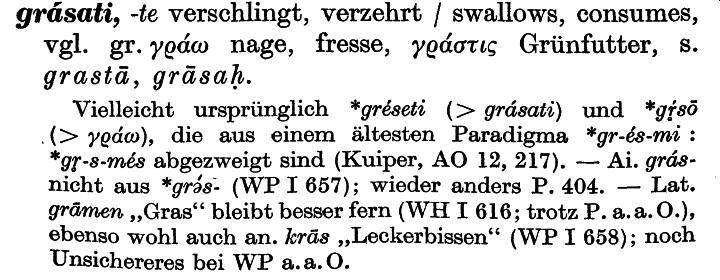 grásati, -te verschlingt, verzehrt / swallows, consumes,
vgl. gr. γράω nage, fresse, γράστις Grünfutter, s.
grastā, grāsaḥ.
Vielleicht ursprünglich *gréseti (> grásati) und *gŕ̥sō
(> γράω), die aus einem ältesten Paradigma *gr-és-mi :
*gr̥-s-més abgezweigt sind (Kuiper, AO 12, 217). — Ai. grás-
nicht aus *grə́s- (WP I 657); wieder anders P. 404. — Lat.
grāmen „Gras“ bleibt besser fern (WH I 616; trotz P. a. a. O.),
ebenso wohl auch an. krās „Leckerbissen“ (WP I 658); noch
Unsichereres bei WP a. a. O.